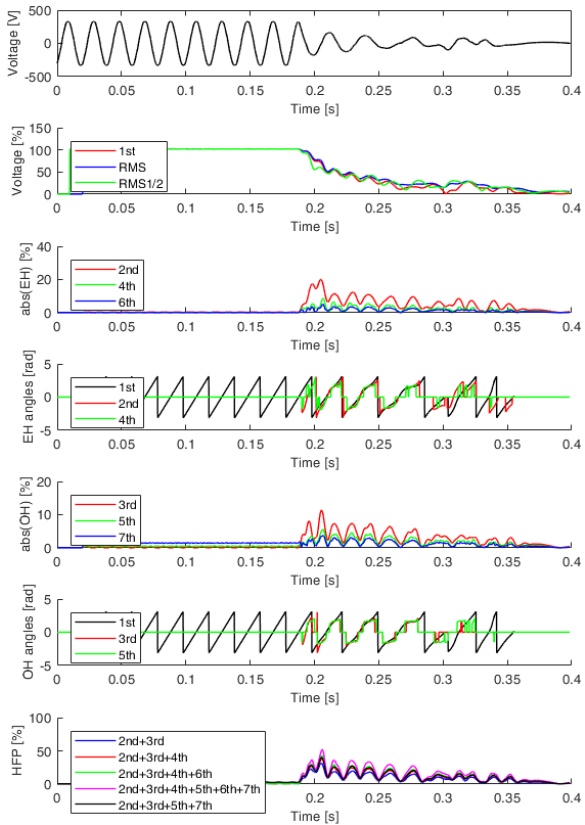 500
0
-500
Voltage [V]
0 0.05 0.1 0.15 0.2 0.25 0.3 0.35 0.4
Time [s]
150
100
50
0
Voltage [%]
1st
RMS
RMS1/2
0 0.05 0.1 0.15 0.2 0.25 0.3 0.35 0.4
Time [s]
40
20
0
abs(EH) [%]
2nd
4th
6th
0 0.05 0.1 0.15 0.2 0.25 0.3 0.35 0.4
Time [s]
5
0
-5
EH angles [rad]
1st
2nd
4th
0 0.05 0.1 0.15 0.2 0.25 0.3 0.35 0.4
Time [s]
20
10
0
abs(OH) [%]
3rd
5th
7th
0 0.05 0.1 0.15 0.2 0.25 0.3 0.35 0.4
Time [s]
5
0
-5
OH angles [rad]
1st
3rd
5th
0 0.05 0.1 0.15 0.2 0.25 0.3 0.35 0.4
Time [s]
100
50
0
HFP [%]
2nd+3rd
2nd+3rd+4th
2nd+3rd+4th+6th
2nd+3rd+4th+5th+6th+7th
2nd+3rd+5th+7th
0.2 0.25 0.3 0.35 0.4
Time [s]